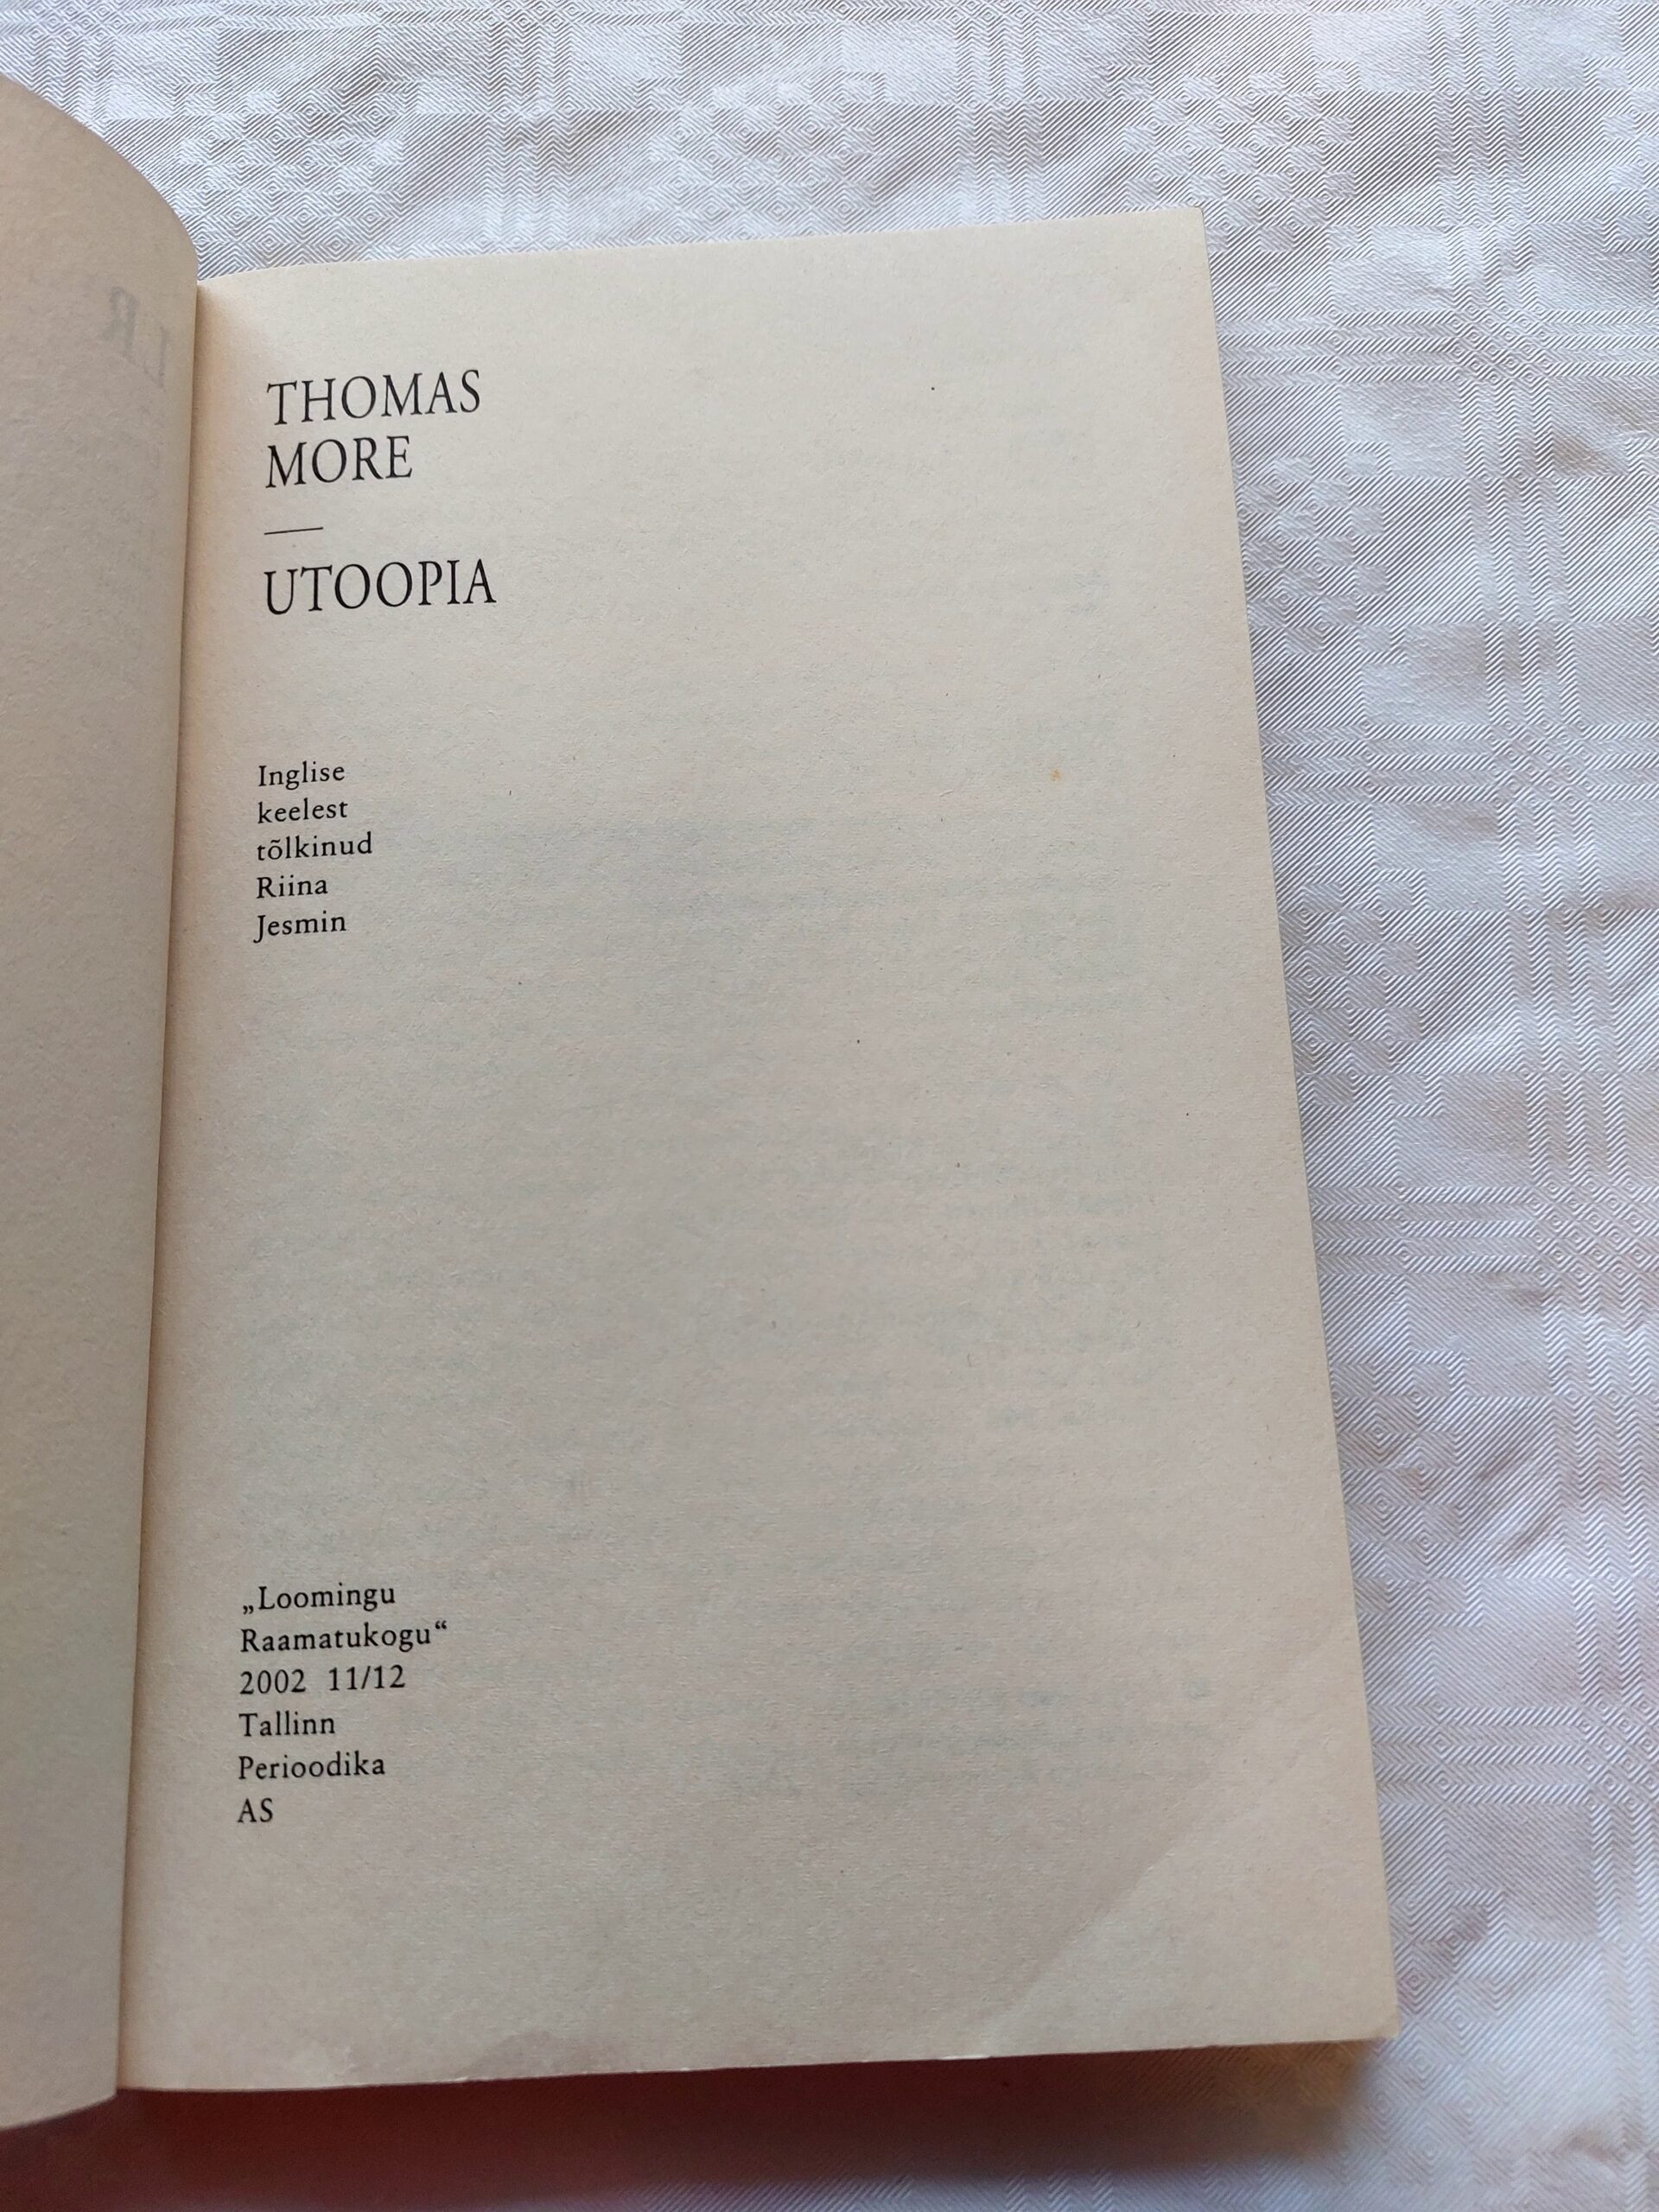 THOMAS
MORE
UTOOPIA
Inglise
keelest
tõlkinud
Riina
Jesmin
„Loomingu
Raamatukogu“
2002 11/12
Tallinn
Perioodika
AS